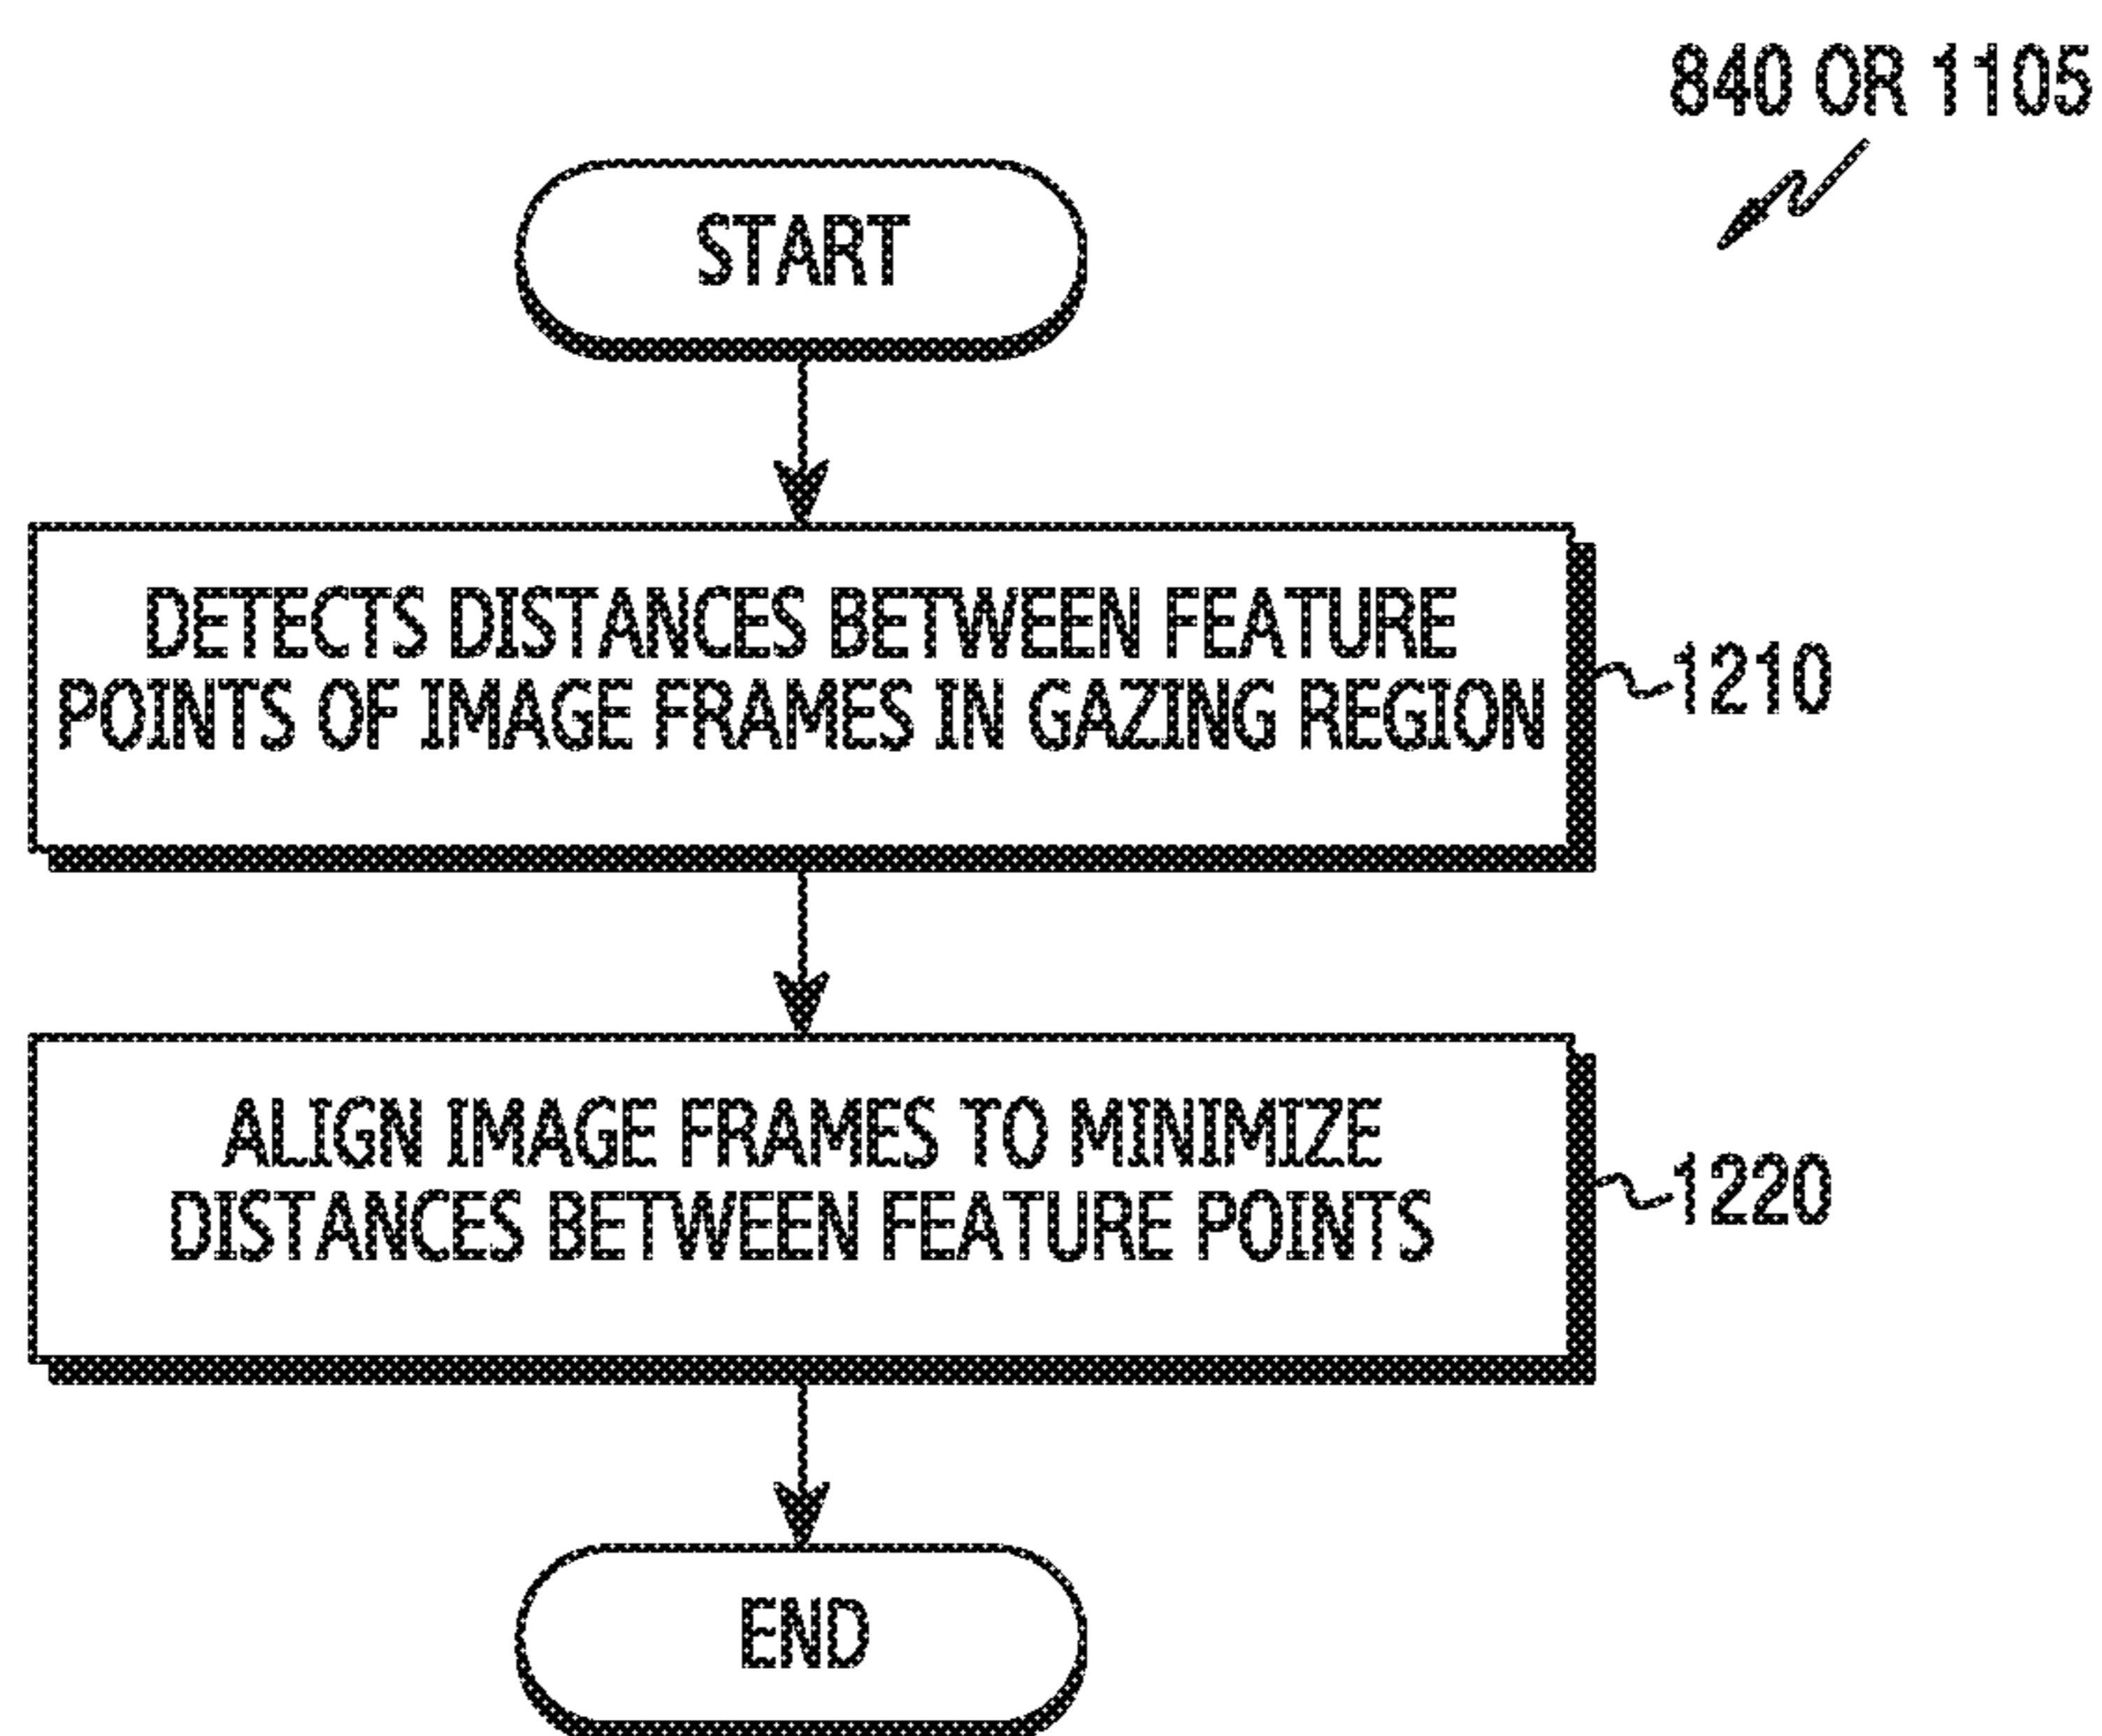 840 OR 1105
START
DETECTS DISTANCES BETWEEN FEATURE
POINTS OF IMAGE FRAMES IN GAZING REGION
1210
ALIGN IMAGE FRAMES TO MINIMIZE
DISTANCES BETWEEN FEATURE POINTS
1220
END